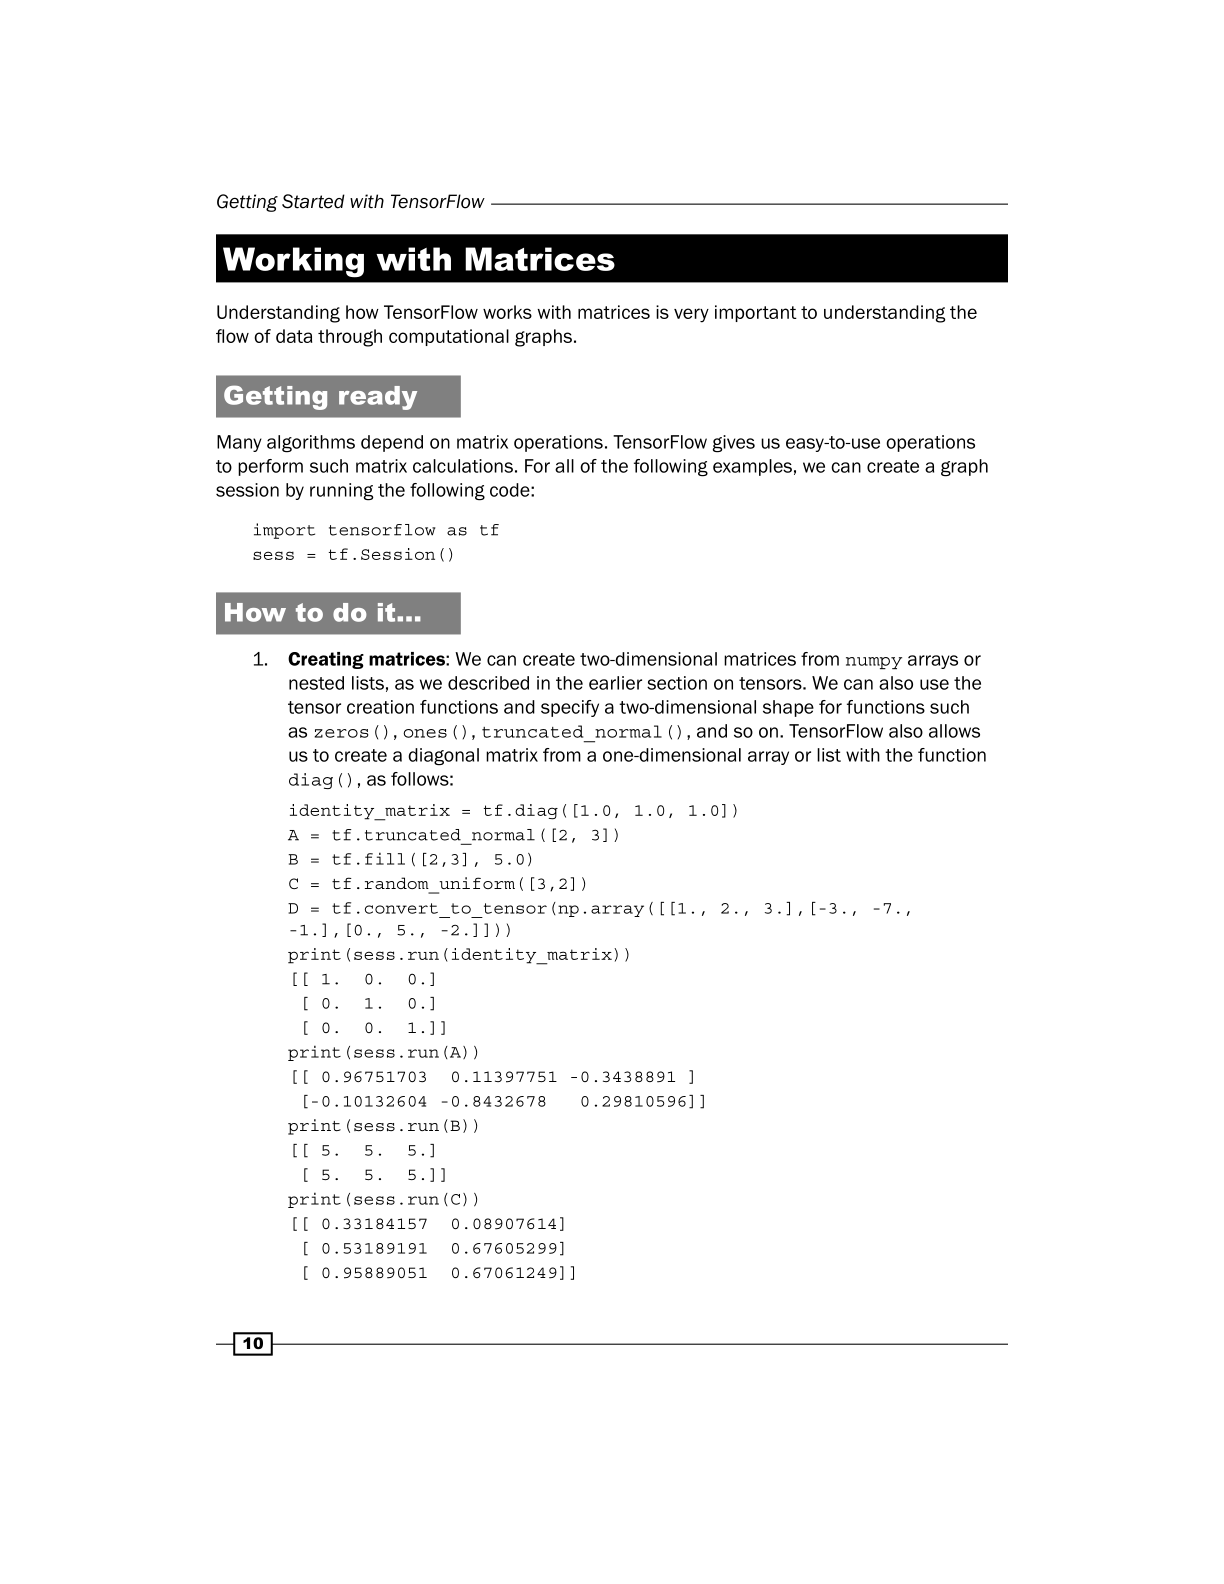 Getting Started with TensorFlow
Working with Matrices
Understanding how TensorFlow works with matrices is very important to understanding the
flow of data through computational graphs.
Getting ready
Many algorithms depend on matrix operations. TensorFlow gives us easy-to-use operations
to perform such matrix calculations. For all of the following examples, we can create a graph
session by running the following code:
import tensorflow as tf
sess = tf.Session()
How to do it…
1. Creating matrices: We can create two-dimensional matrices from numpy arrays or
nested lists, as we described in the earlier section on tensors. We can also use the
tensor creation functions and specify a two-dimensional shape for functions such
as zeros(), ones(), truncated_normal(), and so on. TensorFlow also allows
us to create a diagonal matrix from a one-dimensional array or list with the function
diag(), as follows:
identity_matrix = tf.diag([1.0, 1.0, 1.0])
A = tf.truncated_normal([2, 3])
B = tf.fill([2,3], 5.0)
C = tf.random_uniform([3,2])
D = tf.convert_to_tensor(np.array([[1., 2., 3.],[-3., -7.,
-1.],[0., 5., -2.]]))
print(sess.run(identity_matrix))
[[ 1.  0.  0.]
 [ 0.  1.  0.]
 [ 0.  0.  1.]]
print(sess.run(A))
[[ 0.96751703  0.11397751 -0.3438891 ]
 [-0.10132604 -0.8432678   0.29810596]]
print(sess.run(B))
[[ 5.  5.  5.]
 [ 5.  5.  5.]]
print(sess.run(C))
[[ 0.33184157  0.08907614]
 [ 0.53189191  0.67605299]
 [ 0.95889051  0.67061249]]
10